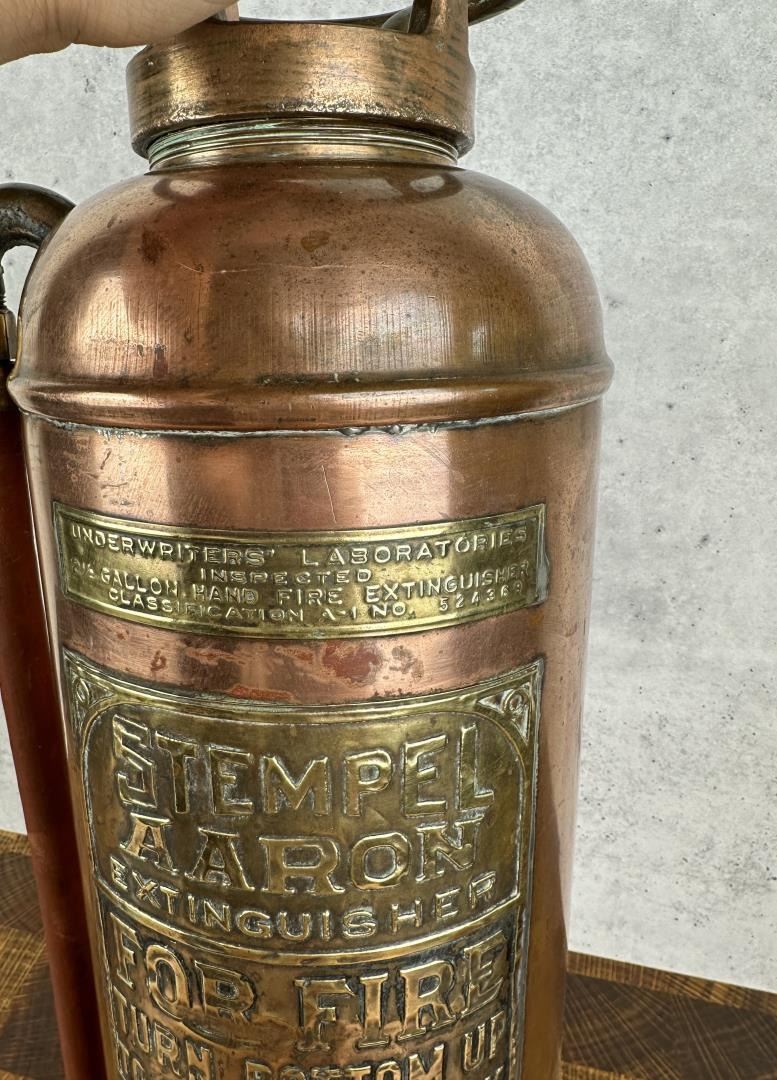 UNDERWRITERS' LABORATORIES
INSPECTED
2½ GALLON HAND FIRE EXTINGUISHER
CLASSIFICATION A-1 NO. 524369
STEMPEL
AARON
EXTINGUISHER
FOR FIRE
TURN BOTTOM UP